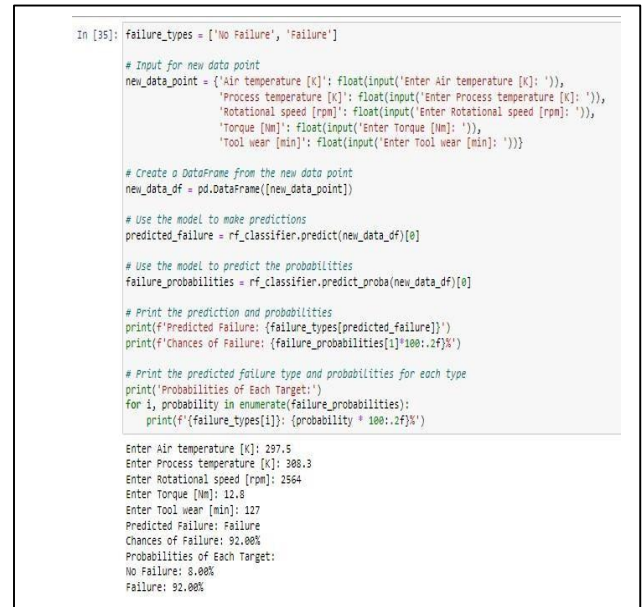 In [35]: failure_types = ['No Failure', 'Failure']
# Input for new data point
new_data_point = {'Air temperature [K]': float(input('Enter Air temperature [K]: ')),
'Process temperature [K]': float(input('Enter Process temperature [K]: ')),
'Rotational speed [rpm]': float(input('Enter Rotational speed [rpm]: ')),
'Torque [Nm]': float(input('Enter Torque [Nm]: ')),
'Tool wear [min]': float(input('Enter Tool wear [min]: '))}
# Create a DataFrame from the new data point
new_data_df = pd.DataFrame([new_data_point])
# Use the model to make predictions
predicted_failure = rf_classifier.predict(new_data_df)[0]
# Use the model to predict the probabilities
failure_probabilities = rf_classifier.predict_proba(new_data_df)[0]
# Print the prediction and probabilities
print(f'Predicted Failure: {failure_types[predicted_failure]}')
print(f'Chances of Failure: {failure_probabilities[1]*100:.2f}%')
# Print the predicted failure type and probabilities for each type
print('Probabilities of Each Target:')
for i, probability in enumerate(failure_probabilities):
print(f'{failure_types[i]}: {probability * 100:.2f}%')
Enter Air temperature [K]: 297.5
Enter Process temperature [K]: 308.3
Enter Rotational speed [rpm]: 2564
Enter Torque [Nm]: 12.8
Enter Tool wear [min]: 127
Predicted Failure: Failure
Chances of Failure: 92.00%
Probabilities of Each Target:
No Failure: 8.00%
Failure: 92.00%